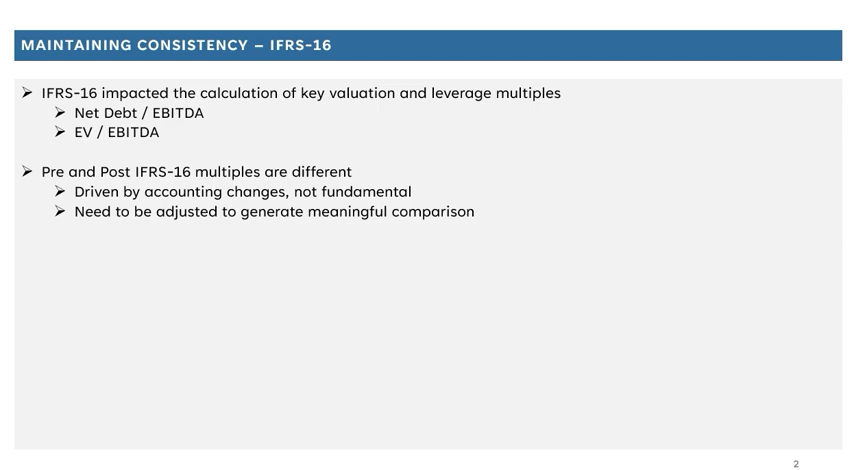 MAINTAINING CONSISTENCY – IFRS-16
➢ IFRS-16 impacted the calculation of key valuation and leverage multiples
➢ Net Debt / EBITDA
➢ EV / EBITDA
➢ Pre and Post IFRS-16 multiples are different
➢ Driven by accounting changes, not fundamental
➢ Need to be adjusted to generate meaningful comparison
2